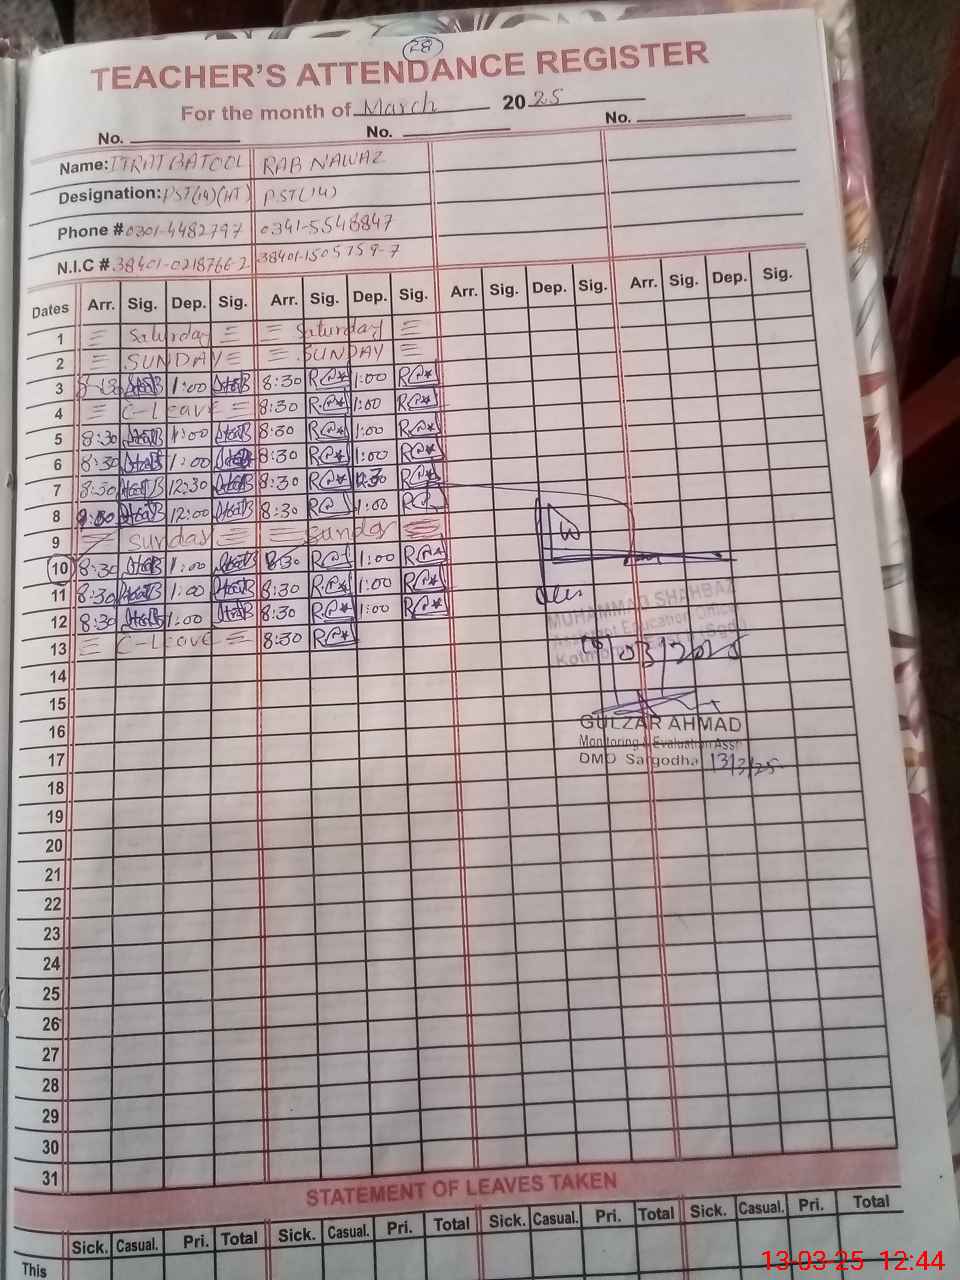 28
TEACHER'S ATTENDANCE REGISTER
For the month of March 2025
No. No. No.
Name: ITRAT BATOOL RAB NAWAZ
Designation: PST(14)(HT) PST(14)
Phone # 0301-4482797 0341-5548847
N.I.C # 38401-0218766-2 38401-1505759-7
Dates Arr. Sig. Dep. Sig. Arr. Sig. Dep. Sig. Arr. Sig. Dep. Sig. Arr. Sig. Dep. Sig.
1 Saturday Saturday
2 SUNDAY SUNDAY
3 1:00 8:30 1:00
4 C-Leave 8:30 1:00
5 8:30 1:00 8:30 1:00
6 8:30 1:00 8:30 1:00
7 8:30 12:30 8:30
8 12:00 8:30 1:00
9 Sunday Sunday
10 8:30 1:00 8:30 1:00
11 8:30 1:00 8:30 1:00
12 8:30 1:00 8:30 1:00
13 C-Leave 8:30
MUHAMMAD SHAHBAZ
Assistant Education Officer
03/2025
14
15
GULZAR AHMAD
16
Monitoring & Evaluation Asst
17
DMO Sargodha 13/3/25
18
19
20
21
22
23
24
25
26
27
28
29
30
31
STATEMENT OF LEAVES TAKEN
Sick. Casual. Pri. Total Sick. Casual. Pri. Total Sick. Casual. Pri. Total Sick. Casual. Pri. Total
This
13-03-25 12:44